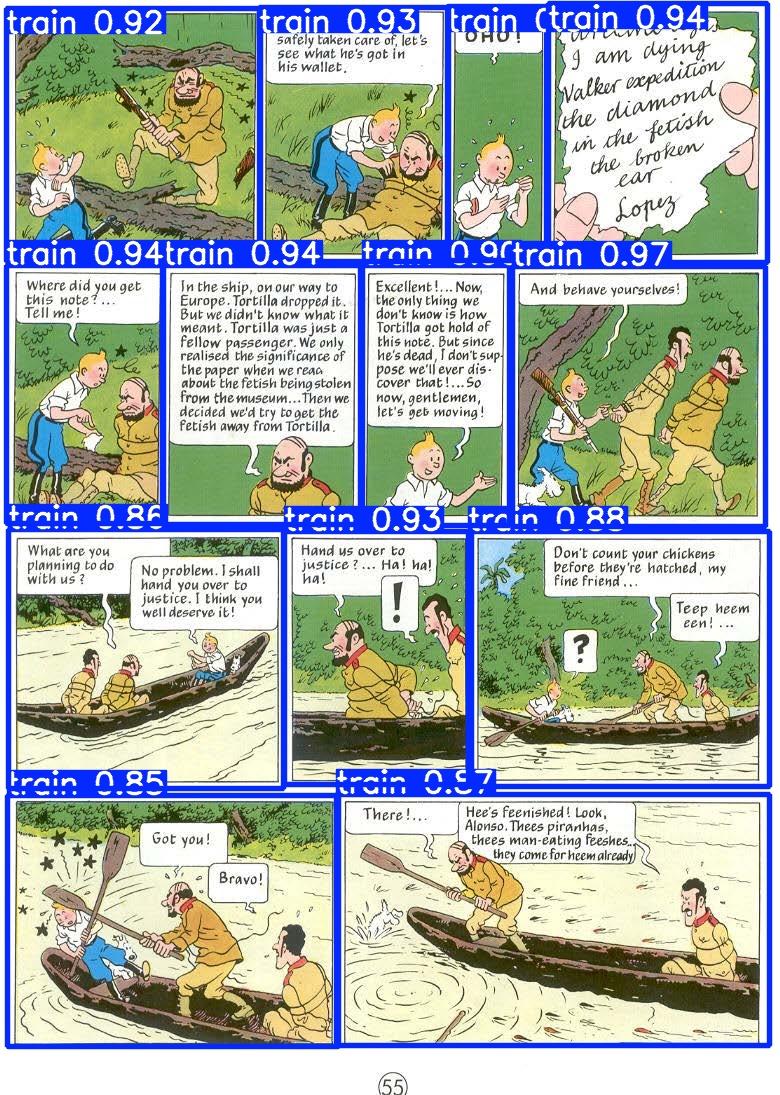 train 0.92
train 0.93
train
train 0.94
safely taken care of, let's
see what he's got in
his wallet.
OHO!
I am dying
Valker expedition
the diamond
in the fetish
the broken
ear
Lopez
train 0.94
train 0.94
train 0.90
train 0.97
Where did you get
this note?...
Tell me!
In the ship, on our way to
Europe. Tortilla dropped it.
But we didn't know what it
meant. Tortilla was just a
fellow passenger. We only
realised the significance of
the paper when we read
about the fetish being stolen
from the museum... Then we
decided we'd try to get the
fetish away from Tortilla.
Excellent!... Now,
the only thing we
don't know is how
Tortilla got hold of
this note. But since
he's dead, I don't sup-
pose we'll ever dis-
cover that!... So
now, gentlemen,
let's get moving!
And behave yourselves!
train 0.86
train 0.93
train 0.88
What are you
planning to do
with us?
No problem. I shall
hand you over to
justice. I think you
well deserve it!
Hand us over to
justice?... Ha! ha!
ha!
!
Don't count your chickens
before they're hatched, my
fine friend...
Teep heem
een!...
?
train 0.85
train 0.87
Got you!
Bravo!
There!...
Hee's feenished! Look,
Alonso. Thees piranhas,
thees man-eating feeshes...
they come for heem already
55